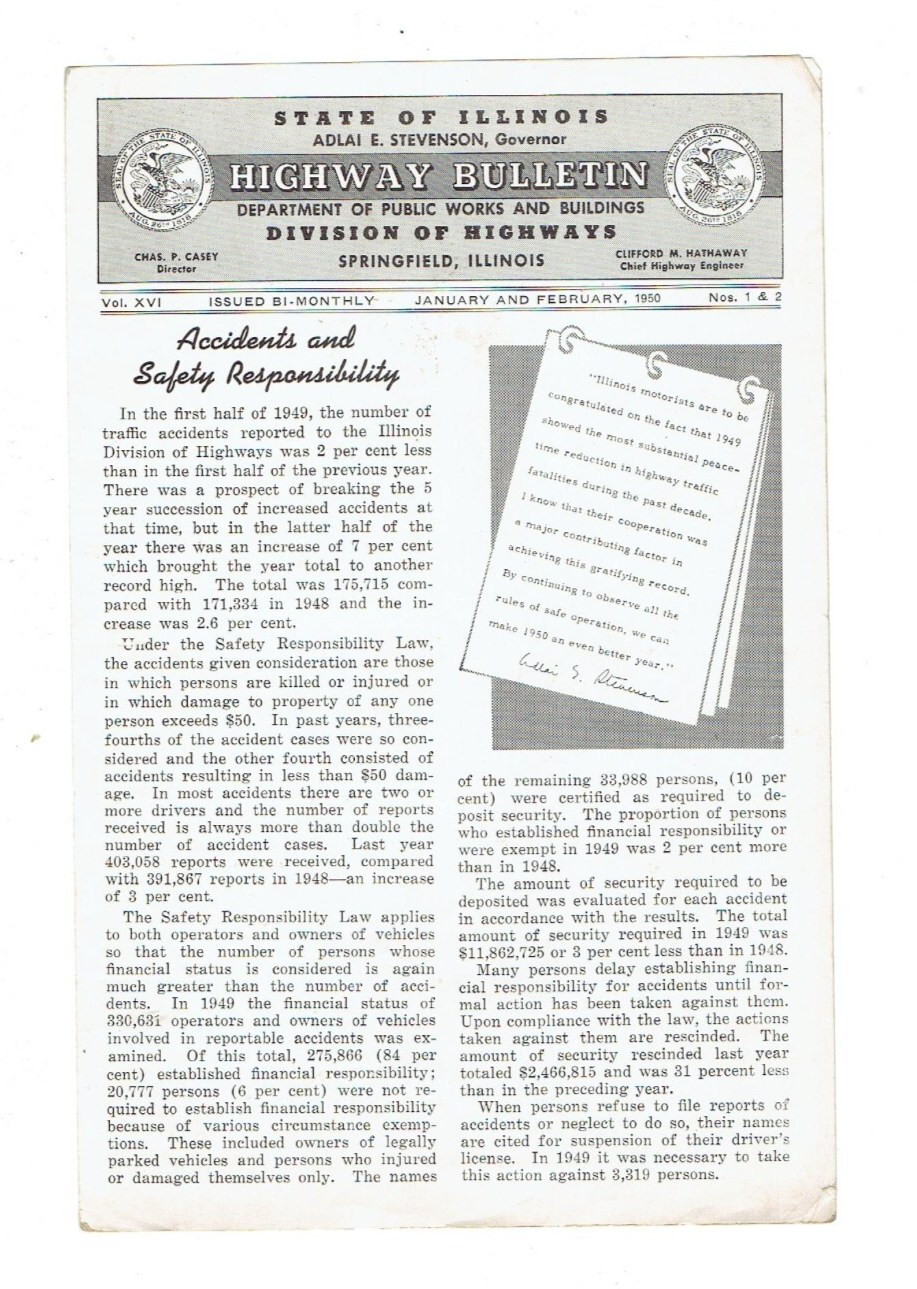 STATE OF ILLINOIS
ADLAI E. STEVENSON, Governor
HIGHWAY BULLETIN
DEPARTMENT OF PUBLIC WORKS AND BUILDINGS
DIVISION OF HIGHWAYS
SPRINGFIELD, ILLINOIS
SEAL OF THE STATE OF ILLINOIS
AUG. 26TH 1818
SEAL OF THE STATE OF ILLINOIS
AUG. 26TH 1818
CHAS. P. CASEY
Director
CLIFFORD M. HATHAWAY
Chief Highway Engineer
Vol. XVI ISSUED BI-MONTHLY JANUARY AND FEBRUARY, 1950 Nos. 1 & 2
Accidents and
Safety Responsibility
In the first half of 1949, the number of
traffic accidents reported to the Illinois
Division of Highways was 2 per cent less
than in the first half of the previous year.
There was a prospect of breaking the 5
year succession of increased accidents at
that time, but in the latter half of the
year there was an increase of 7 per cent
which brought the year total to another
record high. The total was 175,715 com-
pared with 171,334 in 1948 and the in-
crease was 2.6 per cent.
Under the Safety Responsibility Law,
the accidents given consideration are those
in which persons are killed or injured or
in which damage to property of any one
person exceeds $50. In past years, three-
fourths of the accident cases were so con-
sidered and the other fourth consisted of
accidents resulting in less than $50 dam-
age. In most accidents there are two or
more drivers and the number of reports
received is always more than double the
number of accident cases. Last year
403,058 reports were received, compared
with 391,867 reports in 1948—an increase
of 3 per cent.
The Safety Responsibility Law applies
to both operators and owners of vehicles
so that the number of persons whose
financial status is considered is again
much greater than the number of acci-
dents. In 1949 the financial status of
330,631 operators and owners of vehicles
involved in reportable accidents was ex-
amined. Of this total, 275,866 (84 per
cent) established financial responsibility;
20,777 persons (6 per cent) were not re-
quired to establish financial responsibility
because of various circumstance exemp-
tions. These included owners of legally
parked vehicles and persons who injured
or damaged themselves only. The names
"Illinois motorists are to be
congratulated on the fact that 1949
showed the most substantial peace-
time reduction in highway traffic
fatalities during the past decade.
I know that their cooperation was
a major contributing factor in
achieving this gratifying record.
By continuing to observe all the
rules of safe operation, we can
make 1950 an even better year."
Adlai E. Stevenson
of the remaining 33,988 persons, (10 per
cent) were certified as required to de-
posit security. The proportion of persons
who established financial responsibility or
were exempt in 1949 was 2 per cent more
than in 1948.
The amount of security required to be
deposited was evaluated for each accident
in accordance with the results. The total
amount of security required in 1949 was
$11,862,725 or 3 per cent less than in 1948.
Many persons delay establishing finan-
cial responsibility for accidents until for-
mal action has been taken against them.
Upon compliance with the law, the actions
taken against them are rescinded. The
amount of security rescinded last year
totaled $2,466,815 and was 31 percent less
than in the preceding year.
When persons refuse to file reports of
accidents or neglect to do so, their names
are cited for suspension of their driver's
license. In 1949 it was necessary to take
this action against 3,319 persons.